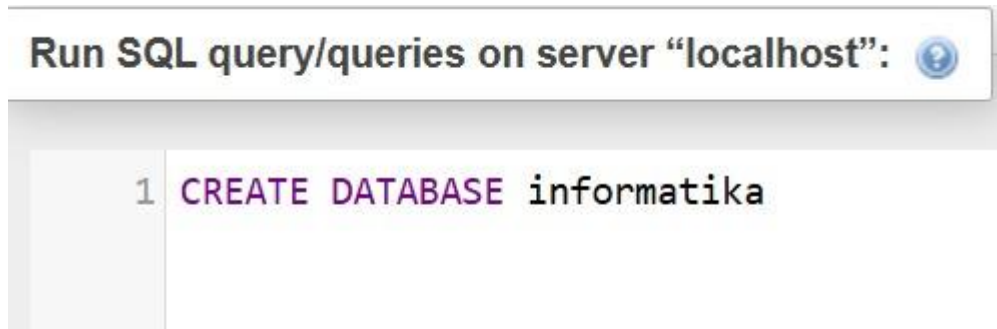 Run SQL query/queries on server “localhost”:
1 CREATE DATABASE informatika